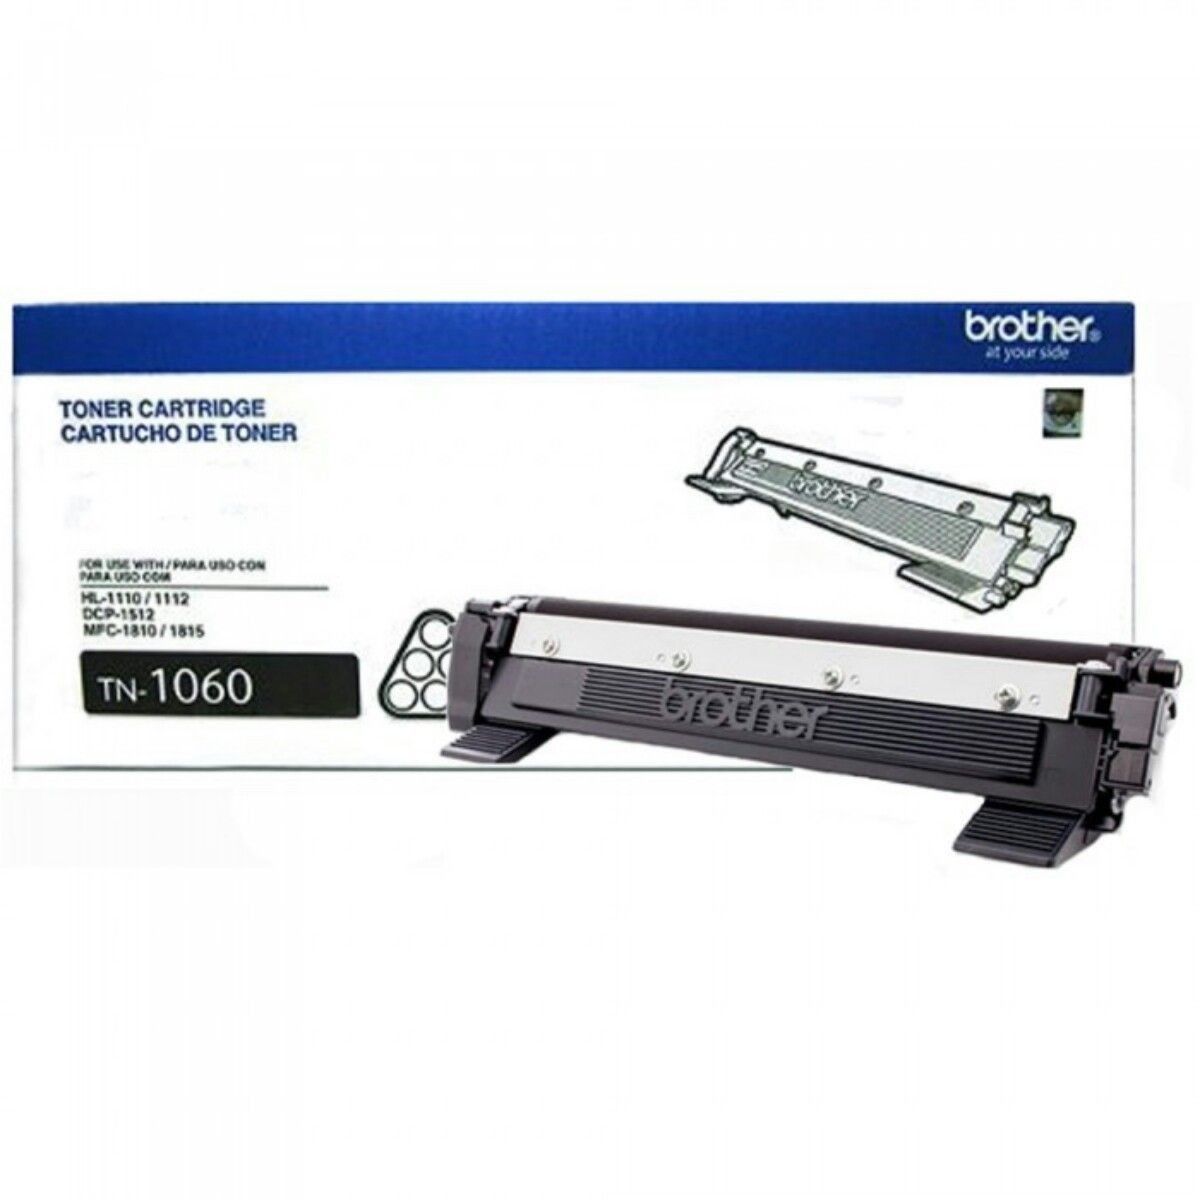 brother®
at your side
TONER CARTRIDGE
CARTUCHO DE TONER
brother
FOR USE WITH / PARA USO CON
PARA USO COM
HL-1110 / 1112
DCP-1512
MFC-1810 / 1815
TN-1060
brother